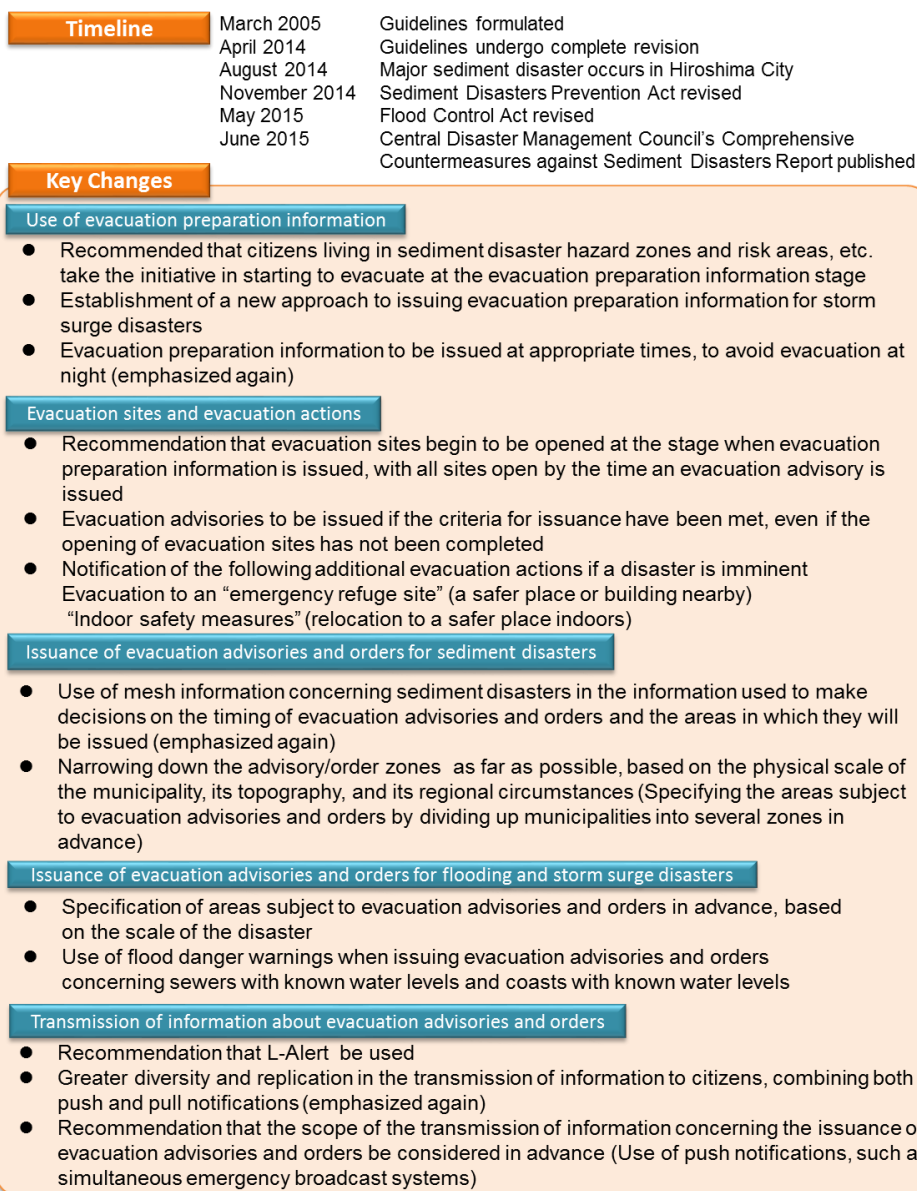 Timeline
March 2005 Guidelines formulated
April 2014 Guidelines undergo complete revision
August 2014 Major sediment disaster occurs in Hiroshima City
November 2014 Sediment Disasters Prevention Act revised
May 2015 Flood Control Act revised
June 2015 Central Disaster Management Council's Comprehensive
Countermeasures against Sediment Disasters Report published
Key Changes
Use of evacuation preparation information
● Recommended that citizens living in sediment disaster hazard zones and risk areas, etc.
take the initiative in starting to evacuate at the evacuation preparation information stage
● Establishment of a new approach to issuing evacuation preparation information for storm
surge disasters
● Evacuation preparation information to be issued at appropriate times, to avoid evacuation at
night (emphasized again)
Evacuation sites and evacuation actions
● Recommendation that evacuation sites begin to be opened at the stage when evacuation
preparation information is issued, with all sites open by the time an evacuation advisory is
issued
● Evacuation advisories to be issued if the criteria for issuance have been met, even if the
opening of evacuation sites has not been completed
● Notification of the following additional evacuation actions if a disaster is imminent
Evacuation to an “emergency refuge site” (a safer place or building nearby)
“Indoor safety measures” (relocation to a safer place indoors)
Issuance of evacuation advisories and orders for sediment disasters
● Use of mesh information concerning sediment disasters in the information used to make
decisions on the timing of evacuation advisories and orders and the areas in which they will
be issued (emphasized again)
● Narrowing down the advisory/order zones as far as possible, based on the physical scale of
the municipality, its topography, and its regional circumstances (Specifying the areas subject
to evacuation advisories and orders by dividing up municipalities into several zones in
advance)
Issuance of evacuation advisories and orders for flooding and storm surge disasters
● Specification of areas subject to evacuation advisories and orders in advance, based
on the scale of the disaster
● Use of flood danger warnings when issuing evacuation advisories and orders
concerning sewers with known water levels and coasts with known water levels
Transmission of information about evacuation advisories and orders
● Recommendation that L-Alert be used
● Greater diversity and replication in the transmission of information to citizens, combining both
push and pull notifications (emphasized again)
● Recommendation that the scope of the transmission of information concerning the issuance o
evacuation advisories and orders be considered in advance (Use of push notifications, such a
simultaneous emergency broadcast systems)